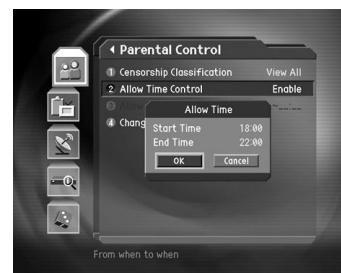 Parental Control
1 Censorship Classification View All
2 Allow Time Control Enable
3
4 Chang
Allow Time
Start Time 18:00
End Time 22:00
OK Cancel
From when to when